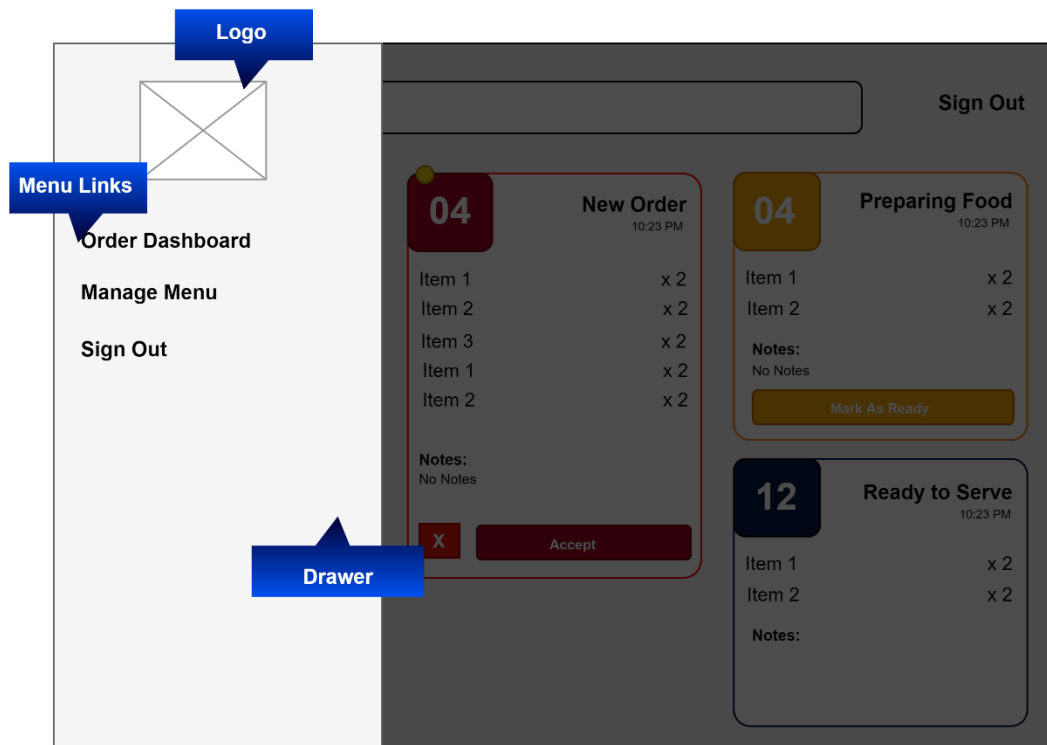 Logo
Menu Links
Order Dashboard
Manage Menu
Sign Out
Drawer
Sign Out
04
New Order
10:23 PM
Item 1 x 2
Item 2 x 2
Item 3 x 2
Item 1 x 2
Item 2 x 2
Notes:
No Notes
X
Accept
04
Preparing Food
10:23 PM
Item 1 x 2
Item 2 x 2
Notes:
No Notes
Mark As Ready
12
Ready to Serve
10:23 PM
Item 1 x 2
Item 2 x 2
Notes: